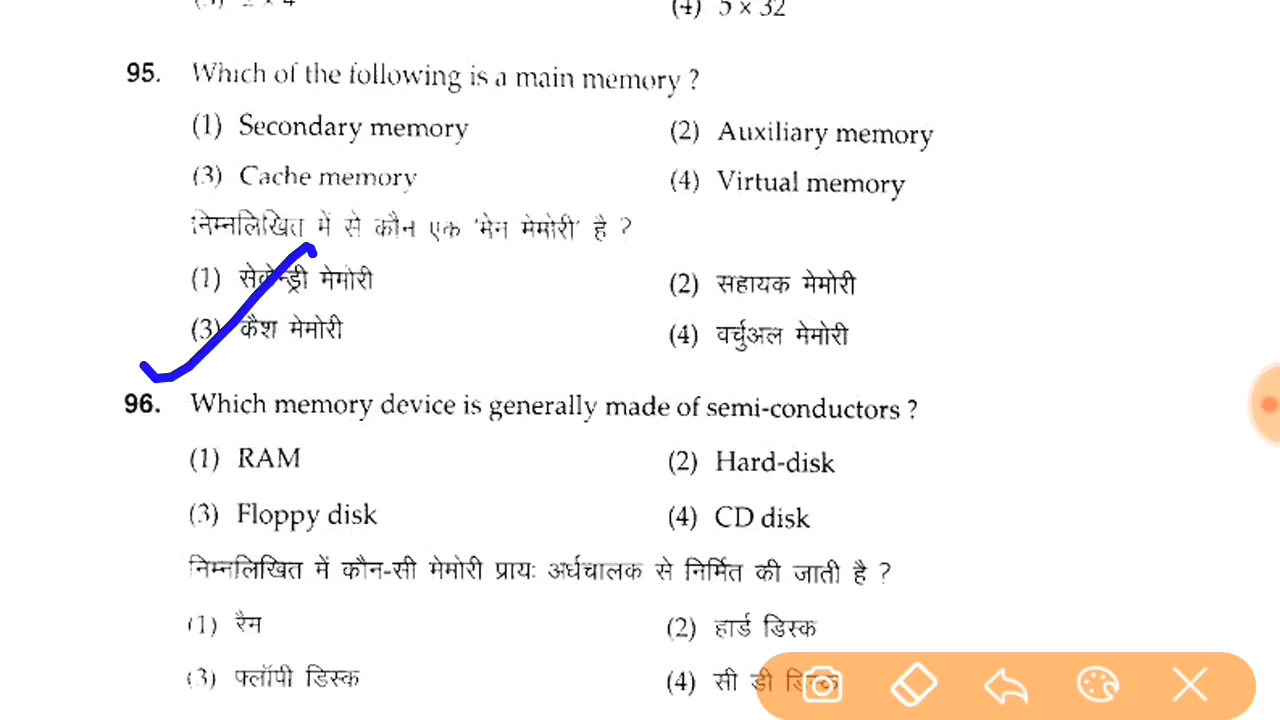 (4) 5 × 32
95. Which of the following is a main memory ?
(1) Secondary memory (2) Auxiliary memory
(3) Cache memory (4) Virtual memory
निम्नलिखित में से कौन एक 'मेन मेमोरी' है ?
(1) सेकेन्ड्री मेमोरी (2) सहायक मेमोरी
(3) कैश मेमोरी (4) वर्चुअल मेमोरी
96. Which memory device is generally made of semi-conductors ?
(1) RAM (2) Hard-disk
(3) Floppy disk (4) CD disk
निम्नलिखित में कौन-सी मेमोरी प्रायः अर्धचालक से निर्मित की जाती है ?
(1) रैम (2) हार्ड डिस्क
(3) फ्लॉपी डिस्क (4) सी डी डिस्क